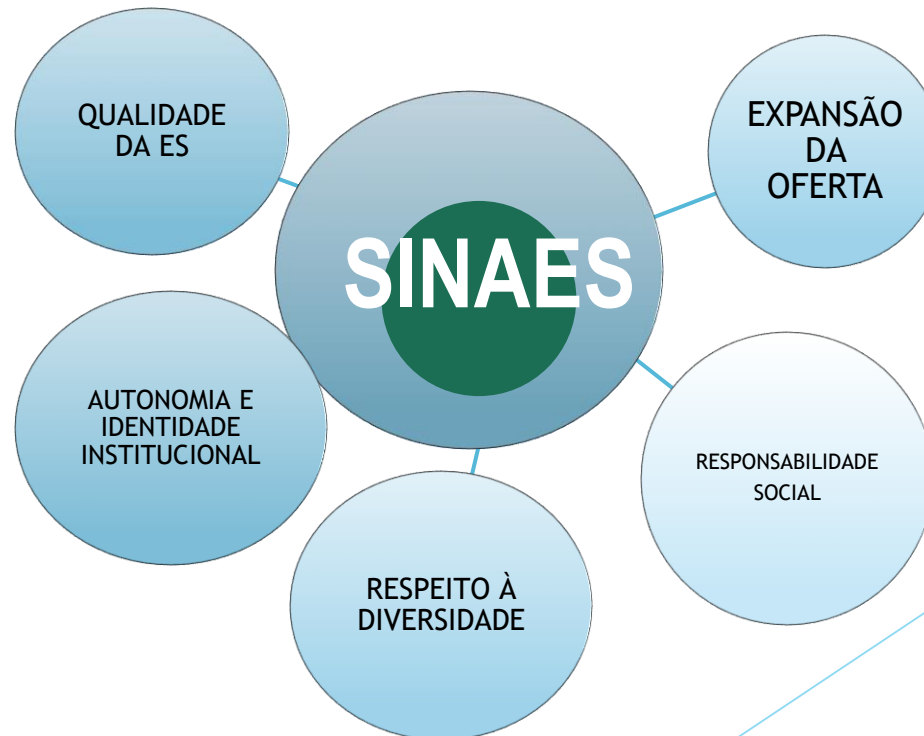 QUALIDADE
DA ES
EXPANSÃO
DA
OFERTA
SINAES
AUTONOMIA E
IDENTIDADE
INSTITUCIONAL
RESPONSABILIDADE
SOCIAL
RESPEITO À
DIVERSIDADE